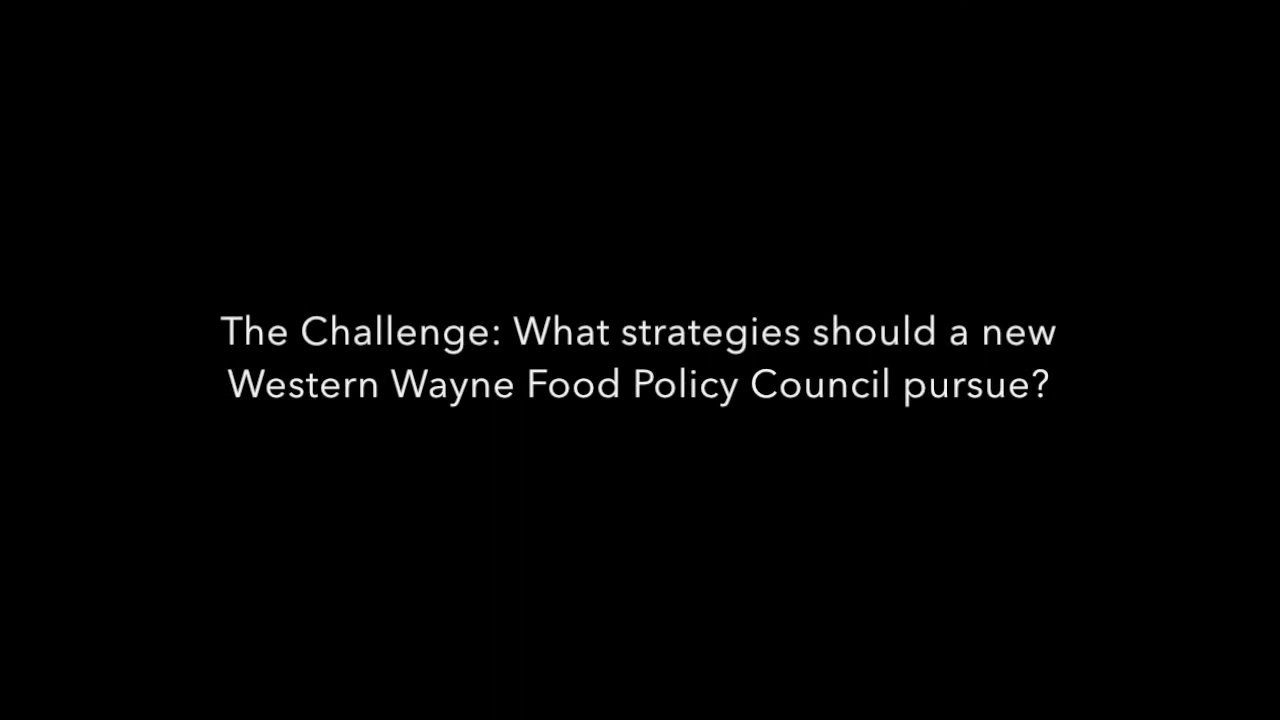 The Challenge: What strategies should a new
Western Wayne Food Policy Council pursue?